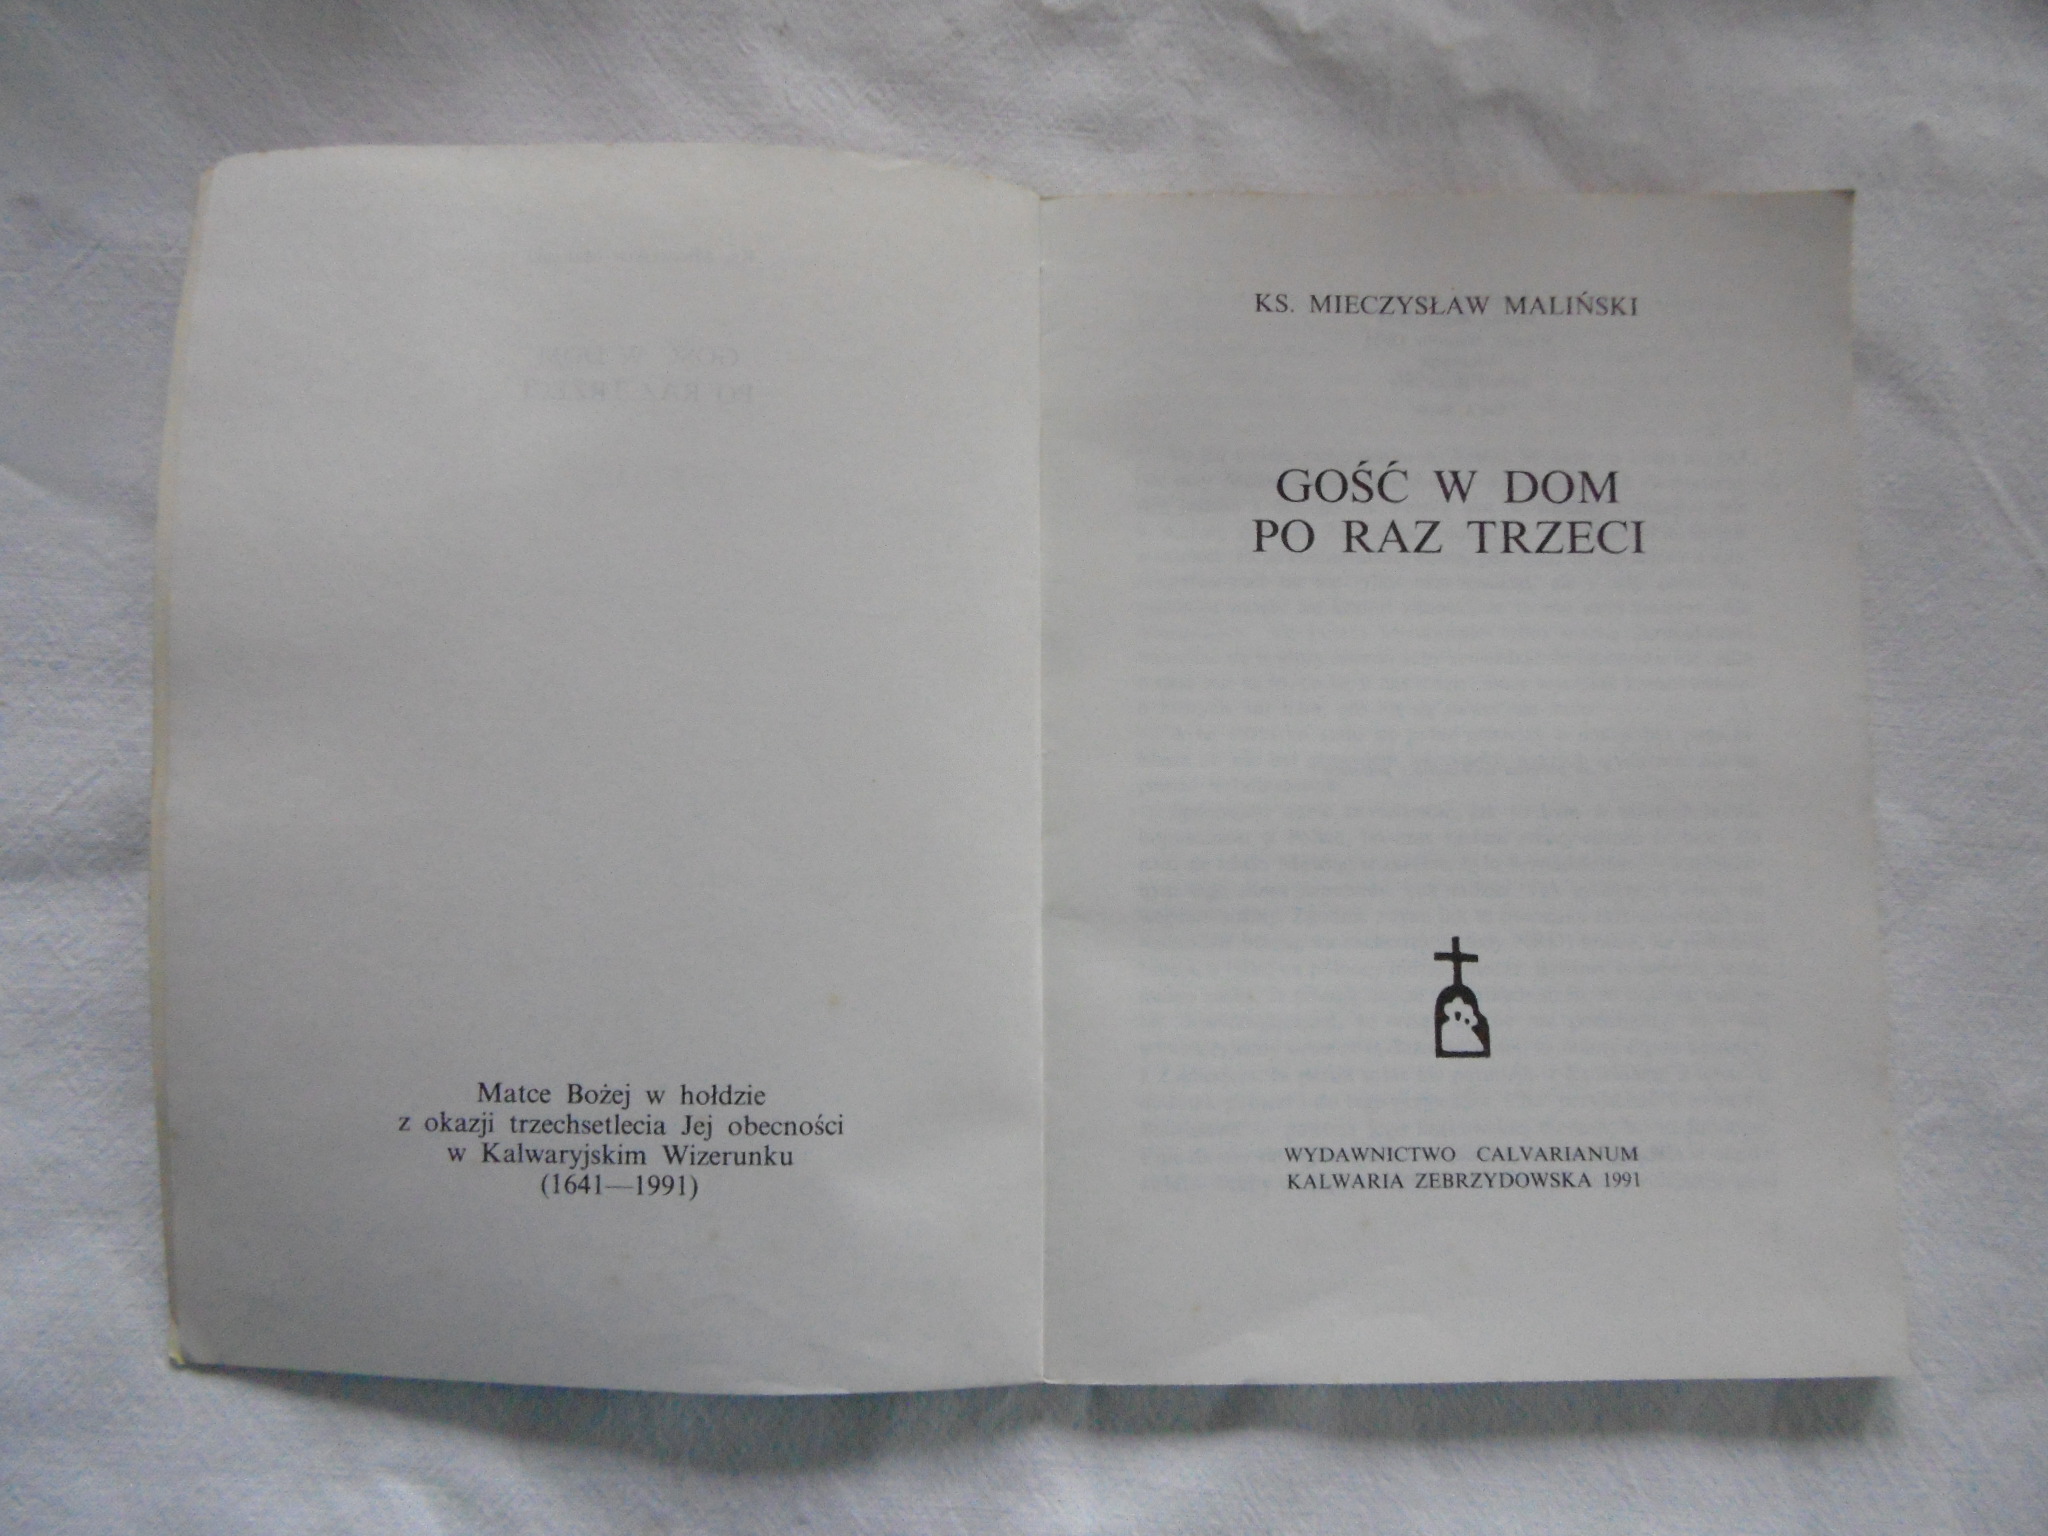 Matce Bożej w hołdzie
z okazji trzechsetlecia Jej obecności
w Kalwaryjskim Wizerunku
(1641—1991)
KS. MIECZYSŁAW MALIŃSKI
GOŚĆ W DOM
PO RAZ TRZECI
WYDAWNICTWO CALVARIANUM
KALWARIA ZEBRZYDOWSKA 1991